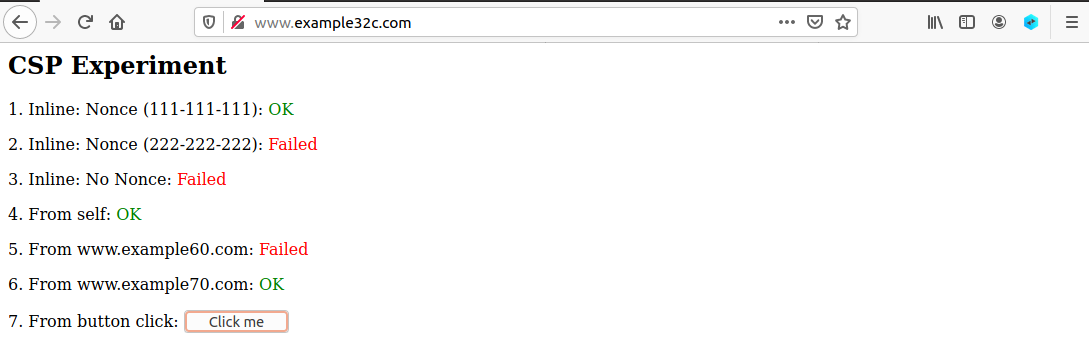 www.example32c.com
CSP Experiment
1. Inline: Nonce (111-111-111): OK
2. Inline: Nonce (222-222-222): Failed
3. Inline: No Nonce: Failed
4. From self: OK
5. From www.example60.com: Failed
6. From www.example70.com: OK
7. From button click: Click me